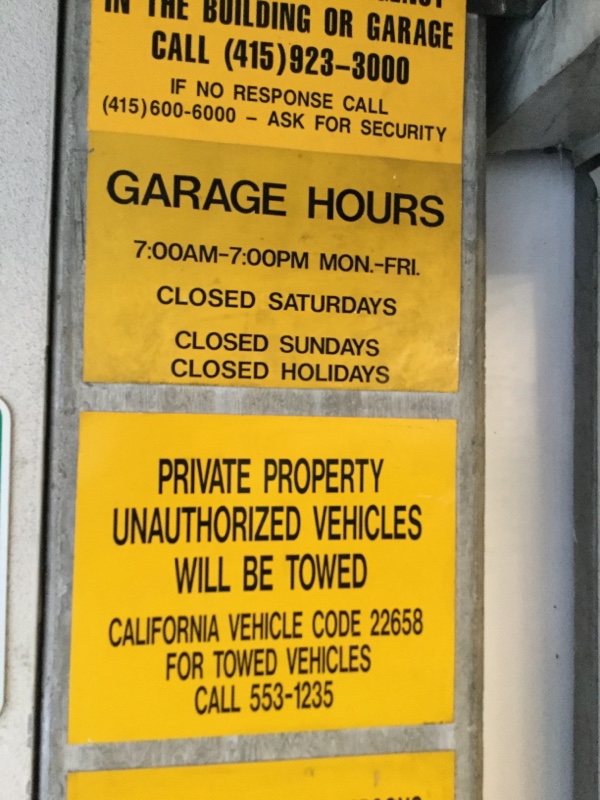 IN THE BUILDING OR GARAGE
CALL (415)923-3000
IF NO RESPONSE CALL
(415)600-6000 - ASK FOR SECURITY
GARAGE HOURS
7:00AM-7:00PM MON.-FRI.
CLOSED SATURDAYS
CLOSED SUNDAYS
CLOSED HOLIDAYS
PRIVATE PROPERTY
UNAUTHORIZED VEHICLES
WILL BE TOWED
CALIFORNIA VEHICLE CODE 22658
FOR TOWED VEHICLES
CALL 553-1235